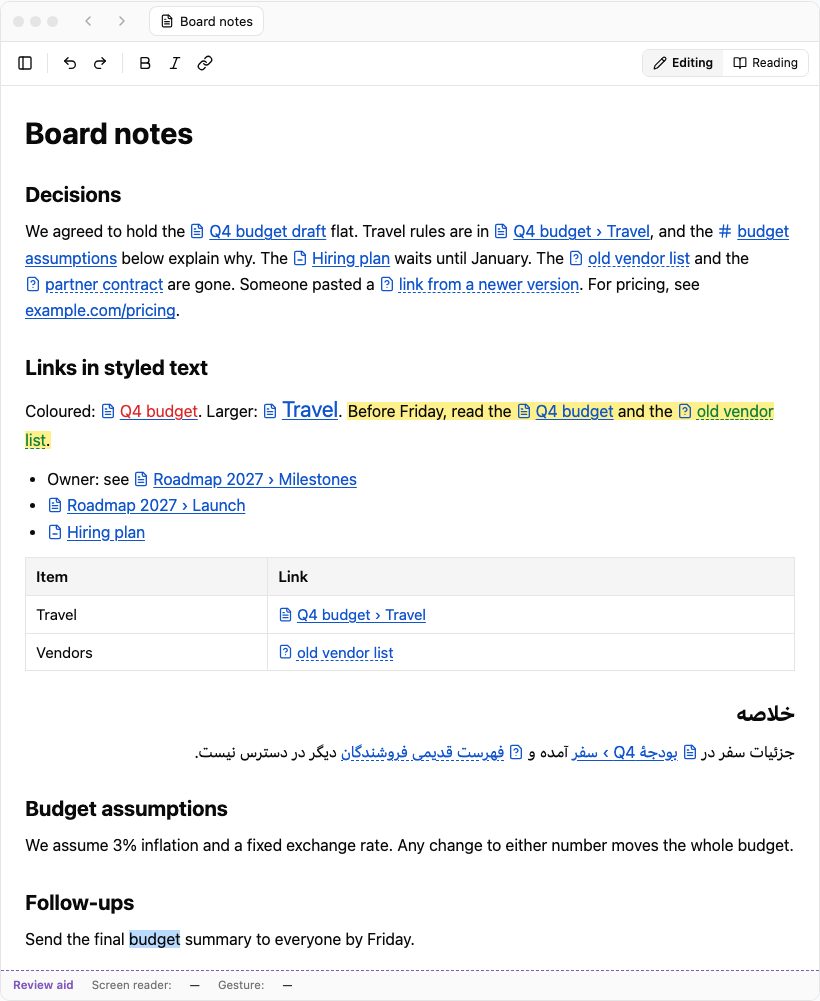 Board notes
Editing
Reading
Board notes
Decisions
We agreed to hold the Q4 budget draft flat. Travel rules are in Q4 budget › Travel, and the # budget
assumptions below explain why. The Hiring plan waits until January. The old vendor list and the
partner contract are gone. Someone pasted a link from a newer version. For pricing, see
example.com/pricing.
Links in styled text
Coloured: Q4 budget. Larger: Travel. Before Friday, read the Q4 budget and the old vendor
list.
• Owner: see Roadmap 2027 › Milestones
• Roadmap 2027 › Launch
• Hiring plan
Item Link
Travel Q4 budget › Travel
Vendors old vendor list
خلاصه
جزئیات سفر در بودجهٔ Q4 › سفر آمده و فهرست قدیمی فروشندگان دیگر در دسترس نیست.
Budget assumptions
We assume 3% inflation and a fixed exchange rate. Any change to either number moves the whole budget.
Follow-ups
Send the final budget summary to everyone by Friday.
Review aid Screen reader: — Gesture: —